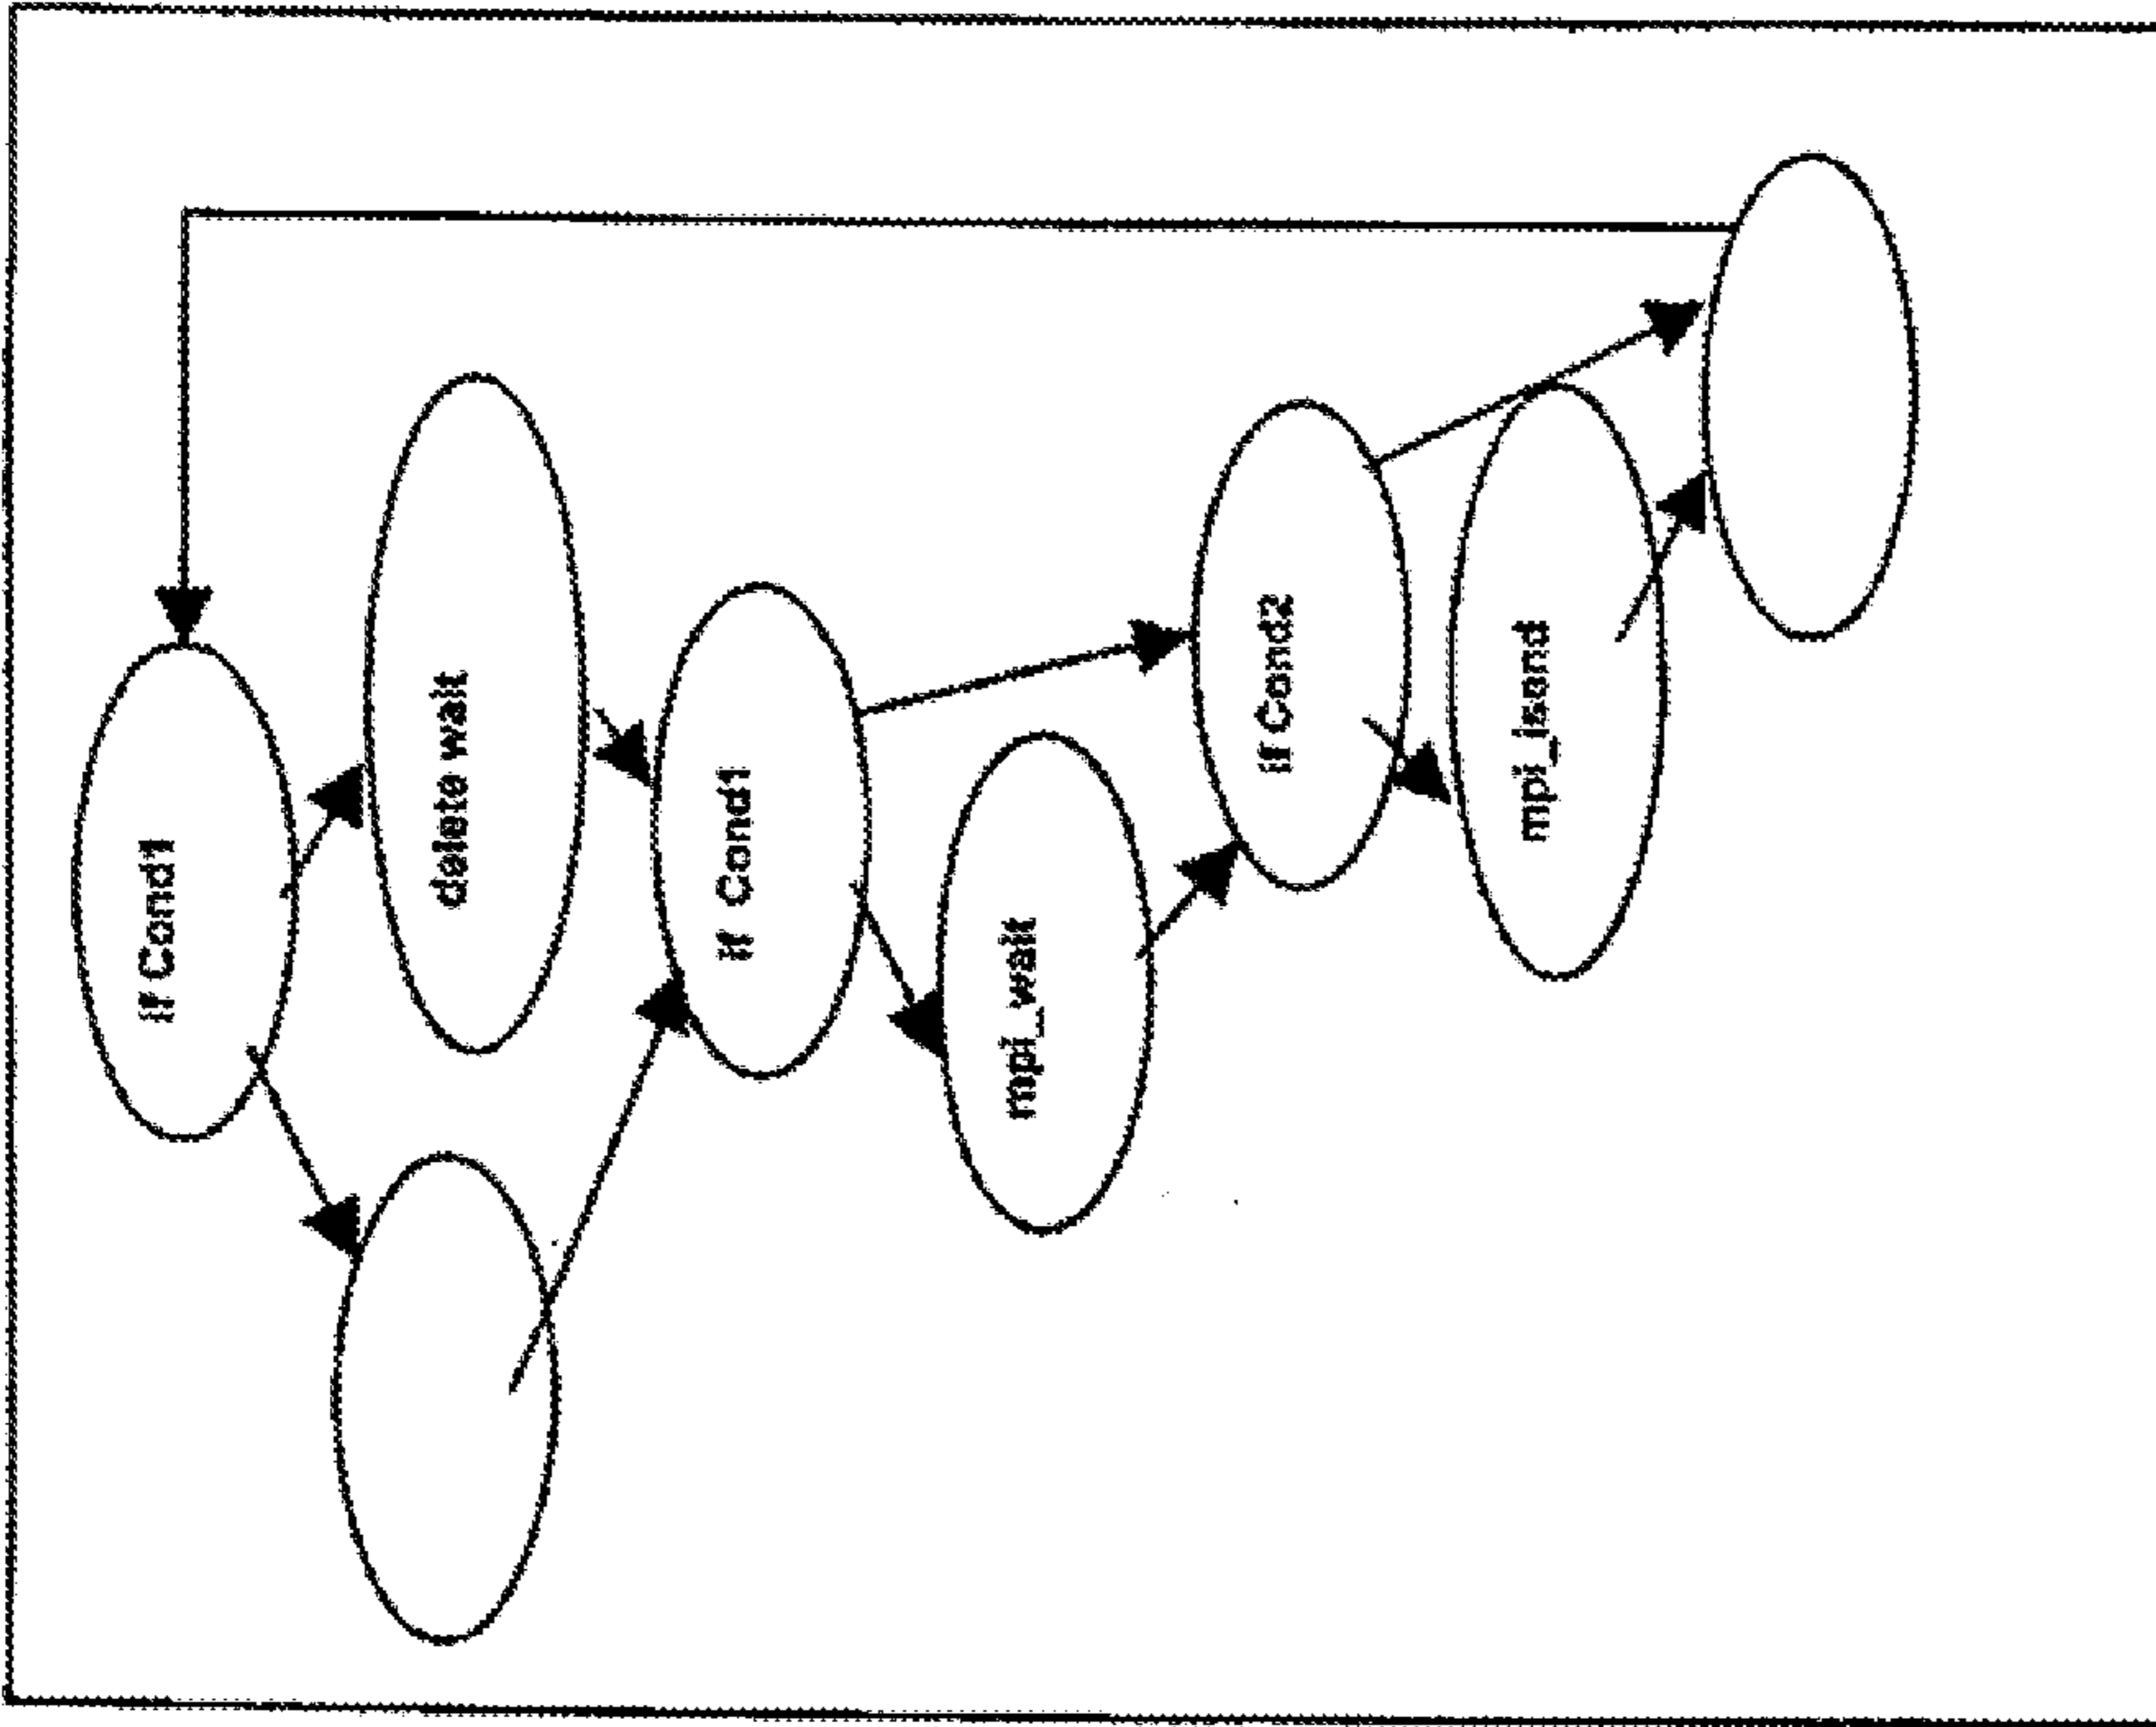 if Cond1
delete wait
if Cond1
mpi_wait
if Cond2
mpi_isend